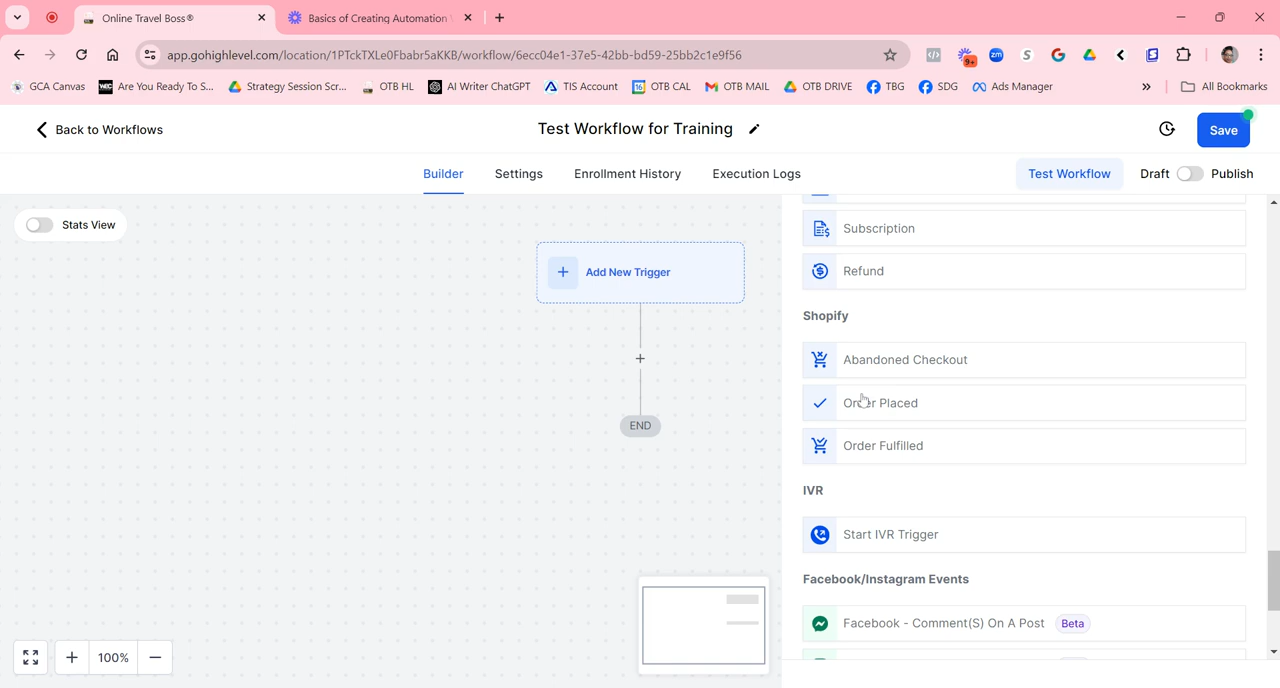 Online Travel Boss®
Basics of Creating Automation
app.gohighlevel.com/location/1PTckTXLe0Fbabr5aKKB/workflow/6ecc04e1-37e5-42bb-bd59-25bb2c1e9f56
9+
GCA Canvas
Are You Ready To S...
Strategy Session Scr...
OTB HL
AI Writer ChatGPT
TIS Account
OTB CAL
OTB MAIL
OTB DRIVE
TBG
SDG
Ads Manager
All Bookmarks
Back to Workflows
Test Workflow for Training
Save
Builder
Settings
Enrollment History
Execution Logs
Test Workflow
Draft
Publish
Stats View
Add New Trigger
END
100%
Subscription
Refund
Shopify
Abandoned Checkout
Order Placed
Order Fulfilled
IVR
Start IVR Trigger
Facebook/Instagram Events
Facebook - Comment(S) On A Post Beta